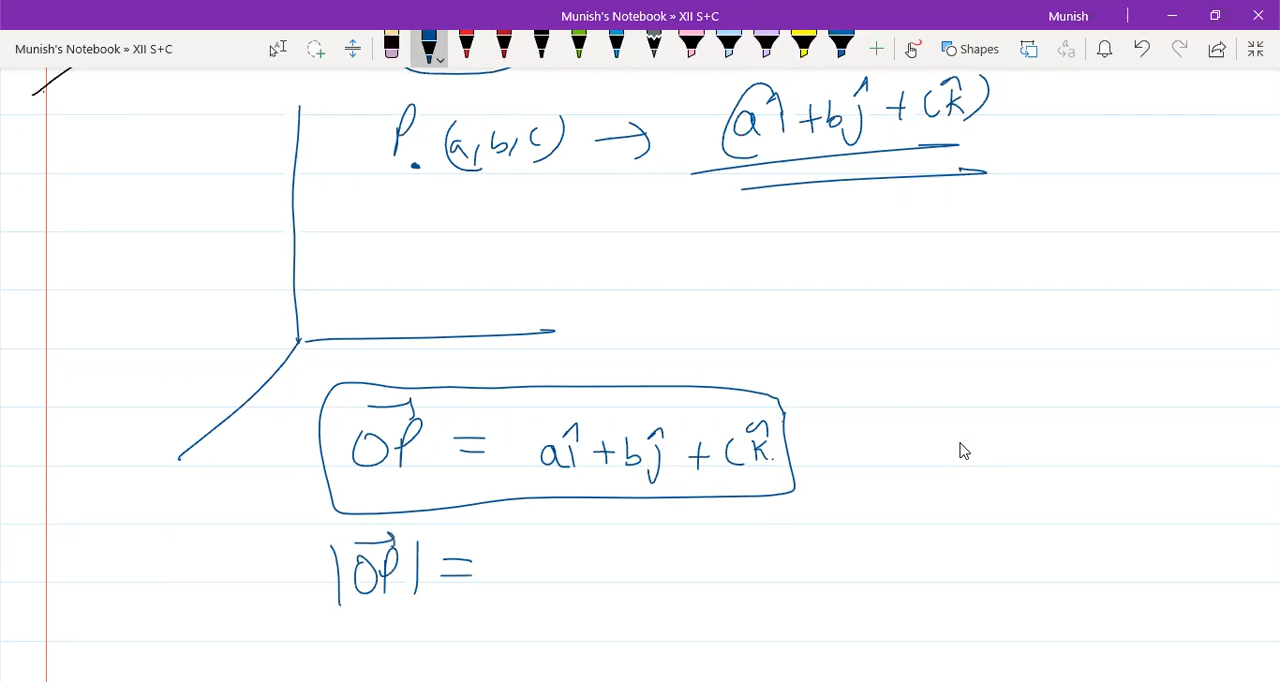 Munish's Notebook » XII S+C
Munish
Munish's Notebook » XII S+C
Shapes
P. (a, b, c) → (aî + bĵ + ck̂)
OP⃗ = aî + bĵ + ck̂.
|OP⃗| =